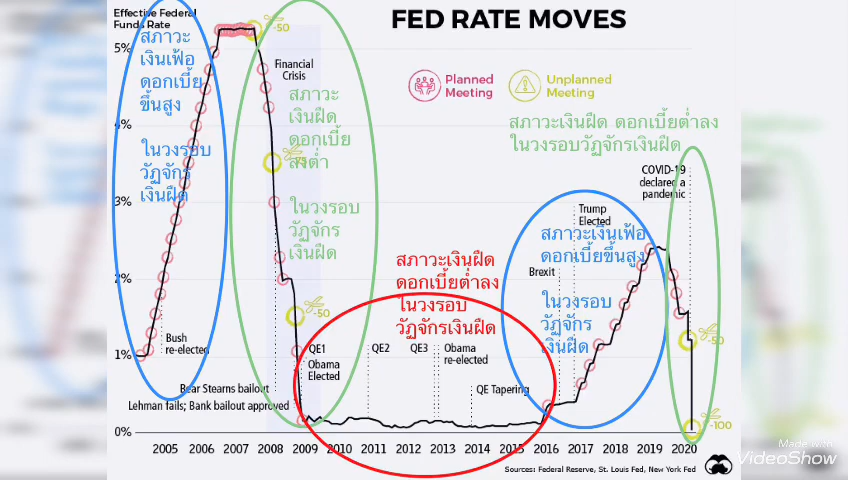 FED RATE MOVES
Effective Federal
Funds Rate
Planned
Meeting
Unplanned
Meeting
5%
4%
3%
2%
1%
0%
สภาวะ
เงินเฟ้อ
ดอกเบี้ย
ขึ้นสูง
ในวงรอบ
วัฏจักร
เงินฝืด
-50
Financial
Crisis
สภาวะ
เงินฝืด
ดอกเบี้ย
ลงต่ำ
ในวงรอบ
วัฏจักร
เงินฝืด
-50
สภาวะเงินฝืด ดอกเบี้ยต่ำลง
ในวงรอบวัฏจักรเงินฝืด
COVID-19
declared a
pandemic
Trump
Elected
สภาวะเงินเฟ้อ
ดอกเบี้ยขึ้นสูง
Brexit
ในวงรอบ
วัฏจักร
เงินฝืด
สภาวะเงินฝืด
ดอกเบี้ยต่ำลง
ในวงรอบ
วัฏจักรเงินฝืด
Bush
re-elected
QE1
Obama
Elected
QE2
QE3
Obama
re-elected
QE Tapering
Bear Stearns bailout
Lehman fails; Bank bailout approved
-50
-100
2005 2006 2007 2008 2009 2010 2011 2012 2013 2014 2015 2016 2017 2018 2019 2020
Sources: Federal Reserve, St. Louis Fed, New York Fed
Made With
VideoShow